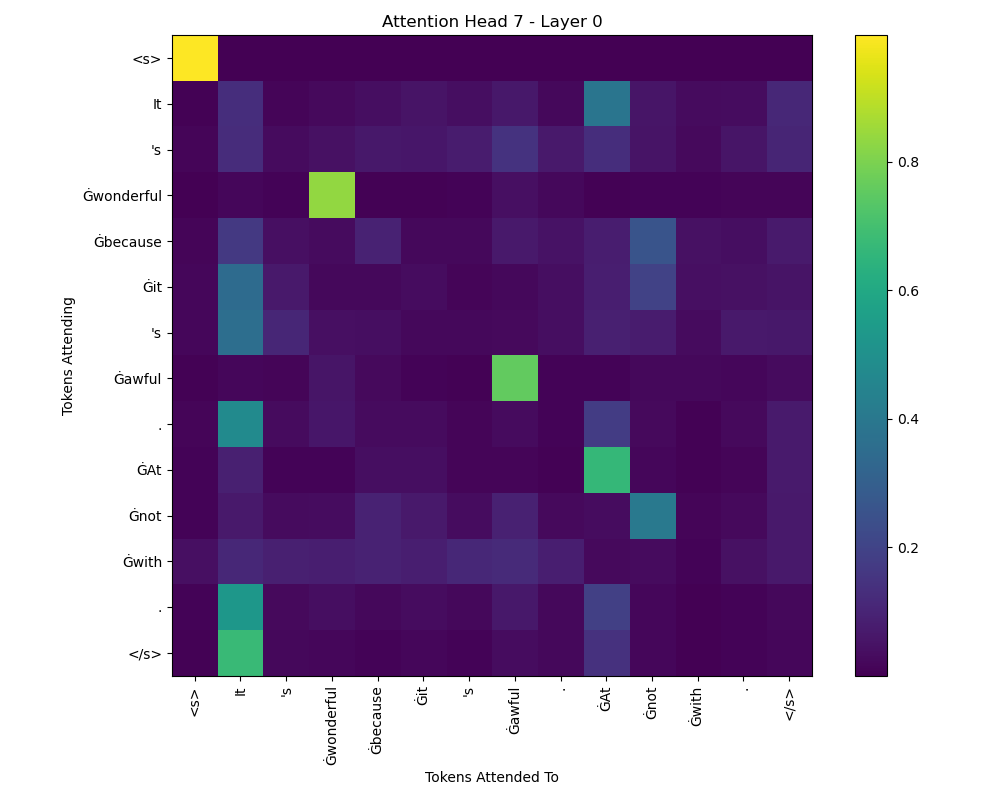 Attention Head 7 - Layer 0
<s>
It
's
Ġwonderful
Ġbecause
Ġit
's
Ġawful
.
ĠAt
Ġnot
Ġwith
.
</s>
Tokens Attending
<s>
It
's
Ġwonderful
Ġbecause
Ġit
's
Ġawful
.
ĠAt
Ġnot
Ġwith
.
</s>
Tokens Attended To
0.8
0.6
0.4
0.2